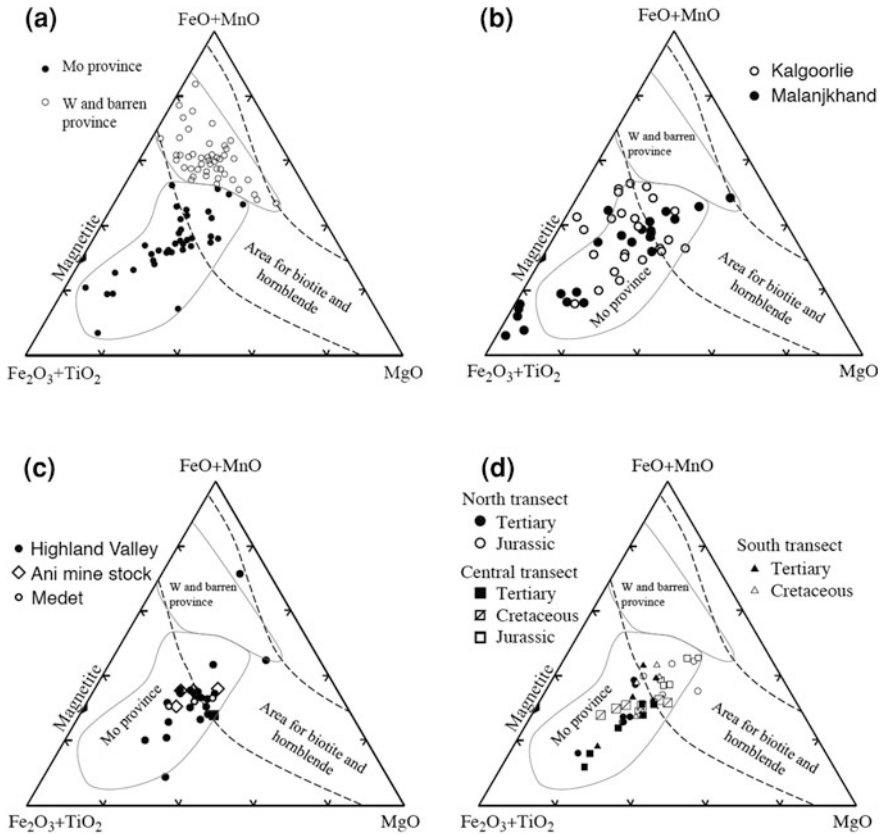 (a)
FeO+MnO
Mo province
W and barren
province
Magnetite
Area for biotite and
hornblende
Fe₂O₃+TiO₂
MgO
(b)
FeO+MnO
Kalgoorlie
Malanjkhand
W and barren
province
Magnetite
Mo province
Area for biotite and
hornblende
Fe₂O₃+TiO₂
MgO
(c)
FeO+MnO
Highland Valley
Ani mine stock
Medet
W and barren
province
Magnetite
Mo province
Area for biotite and
hornblende
Fe₂O₃+TiO₂
MgO
(d)
FeO+MnO
North transect
Tertiary
Jurassic
Central transect
Tertiary
Cretaceous
Jurassic
South transect
Tertiary
Cretaceous
W and barren
province
Magnetite
Mo province
Area for biotite and
hornblende
Fe₂O₃+TiO₂
MgO